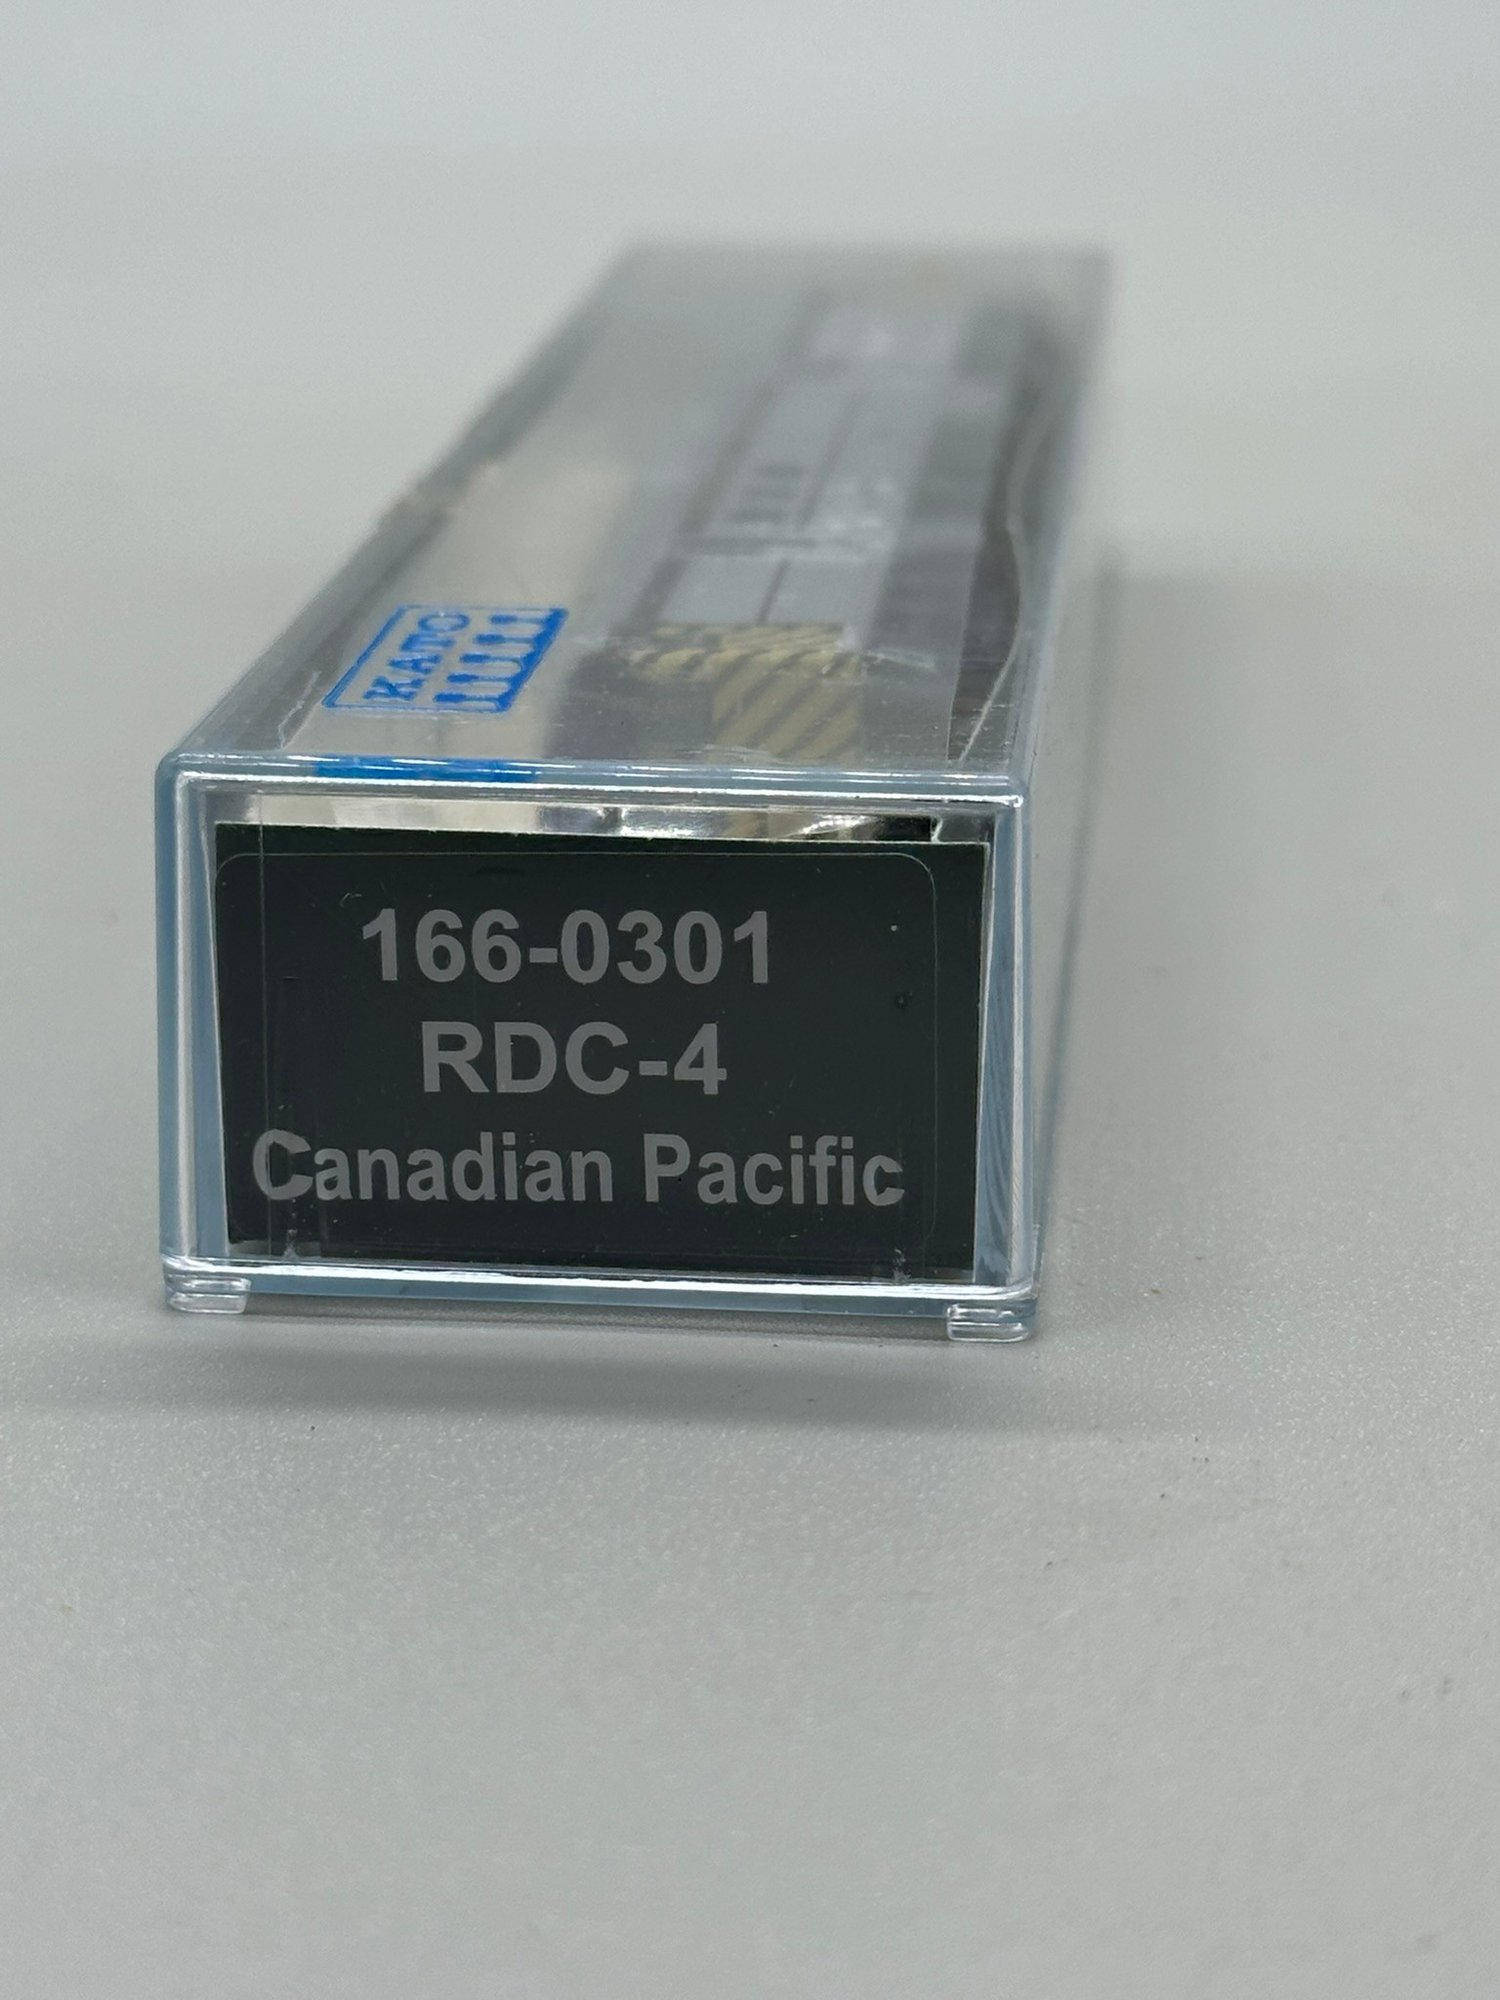 KATO
166-0301
RDC-4
Canadian Pacific